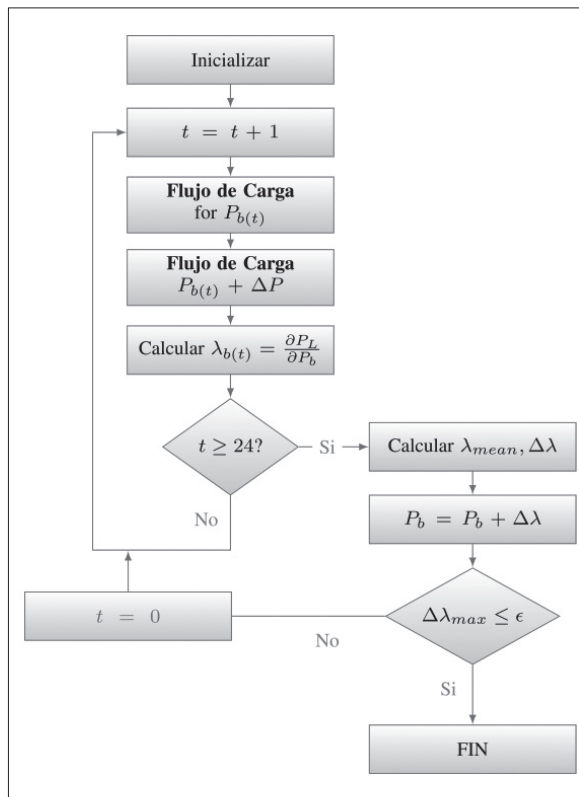 Inicializar
t = t + 1
Flujo de Carga
for P_{b(t)}
Flujo de Carga
P_{b(t)} + ΔP
Calcular λ_{b(t)} = ∂P_L/∂P_b
t ≥ 24?
Si
Calcular λ_{mean}, Δλ
No
P_b = P_b + Δλ
t = 0
Δλ_{max} ≤ ϵ
No
Si
FIN